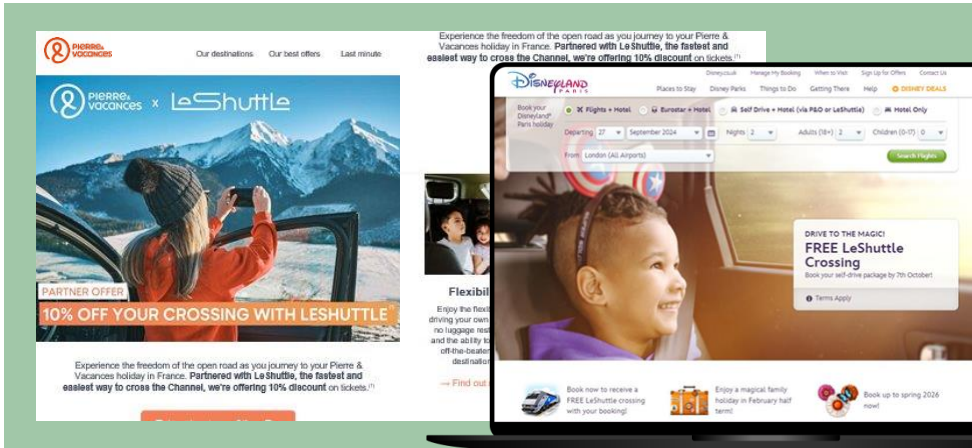 PIERRE&
VACANCES
Our destinations
Our best offers
Last minute
PIERRE&
VACANCES
x
LeShuttle
PARTNER OFFER
10% OFF YOUR CROSSING WITH LESHUTTLE
Experience the freedom of the open road as you journey to your Pierre &
Vacances holiday in France. Partnered with LeShuttle, the fastest and
easiest way to cross the Channel, we're offering 10% discount on tickets.(*)
Experience the freedom of the open road as you journey to your Pierre &
Vacances holiday in France. Partnered with LeShuttle, the fastest and
easiest way to cross the Channel, we're offering 10% discount on tickets.(*)
Flexibil
Enjoy the flexi
driving your own
no luggage rest
and the ability to
off-the-beaten
destination
→ Find out
DISNEYLAND
PARIS
Disney.co.uk
Manage My Booking
When to Visit
Sign Up for Offers
Contact Us
Places to Stay
Disney Parks
Things to Do
Getting There
Help
DISNEY DEALS
Book your
Disneyland®
Paris holiday
Flights + Hotel
Eurostar + Hotel
Self Drive + Hotel (via P&O or LeShuttle)
Hotel Only
Departing
27
September 2024
Nights
2
Adults (18+)
2
Children (0-17)
0
From
London (All Airports)
Search Flights
DRIVE TO THE MAGIC!
FREE LeShuttle
Crossing
Book your self-drive package by 7th October!
Terms Apply
Book now to receive a
FREE LeShuttle crossing
with your booking!
Enjoy a magical family
holiday in February half
term!
Book up to spring 2026
now!